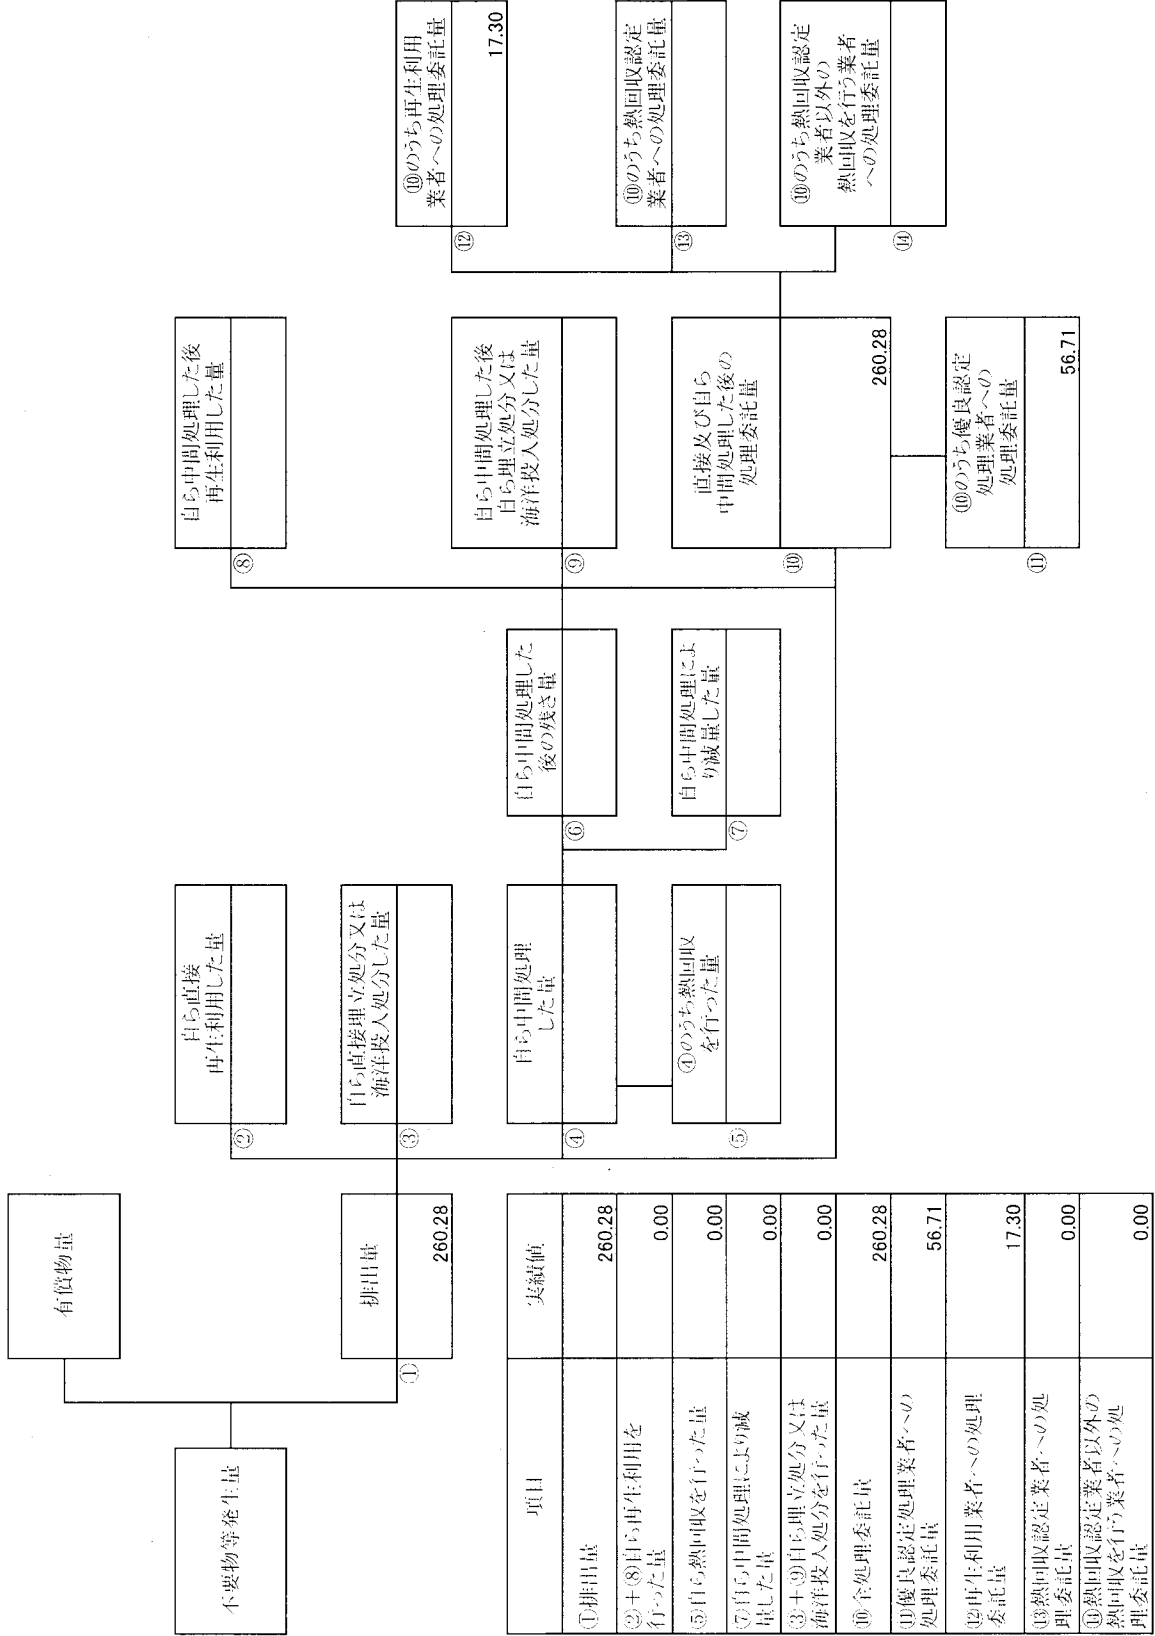 不要物等発生量
有償物量
①
排出量
260.28
②
自ら直接
再生利用した量
③
自ら直接埋立処分又は
海洋投入処分した量
④
自ら中間処理
した量
⑤
④のうち熱回収
を行った量
⑥
自ら中間処理した
後の残さ量
⑦
自ら中間処理によ
り減量した量
⑧
自ら中間処理した後
再生利用した量
⑨
自ら中間処理した後
自ら埋立処分又は
海洋投入処分した量
⑩
直接及び自ら
中間処理した後の
処理委託量
260.28
⑪
⑩のうち優良認定
処理業者への
処理委託量
56.71
⑫
⑩のうち再生利用
業者への処理委託量
17.30
⑬
⑩のうち熱回収認定
業者への処理委託量
⑭
⑩のうち熱回収認定
業者以外の
熱回収を行う業者
への処理委託量
項目
実績値
①排出量
260.28
②+⑧自ら再生利用を
行った量
0.00
⑤自ら熱回収を行った量
0.00
⑦自ら中間処理により減
量した量
0.00
③+⑨自ら埋立処分又は
海洋投入処分を行った量
0.00
⑩全処理委託量
260.28
⑪優良認定処理業者への
処理委託量
56.71
⑫再生利用業者への処理
委託量
17.30
⑬熱回収認定業者への処
理委託量
0.00
⑭熱回収認定業者以外の
熱回収を行う業者への処
理委託量
0.00